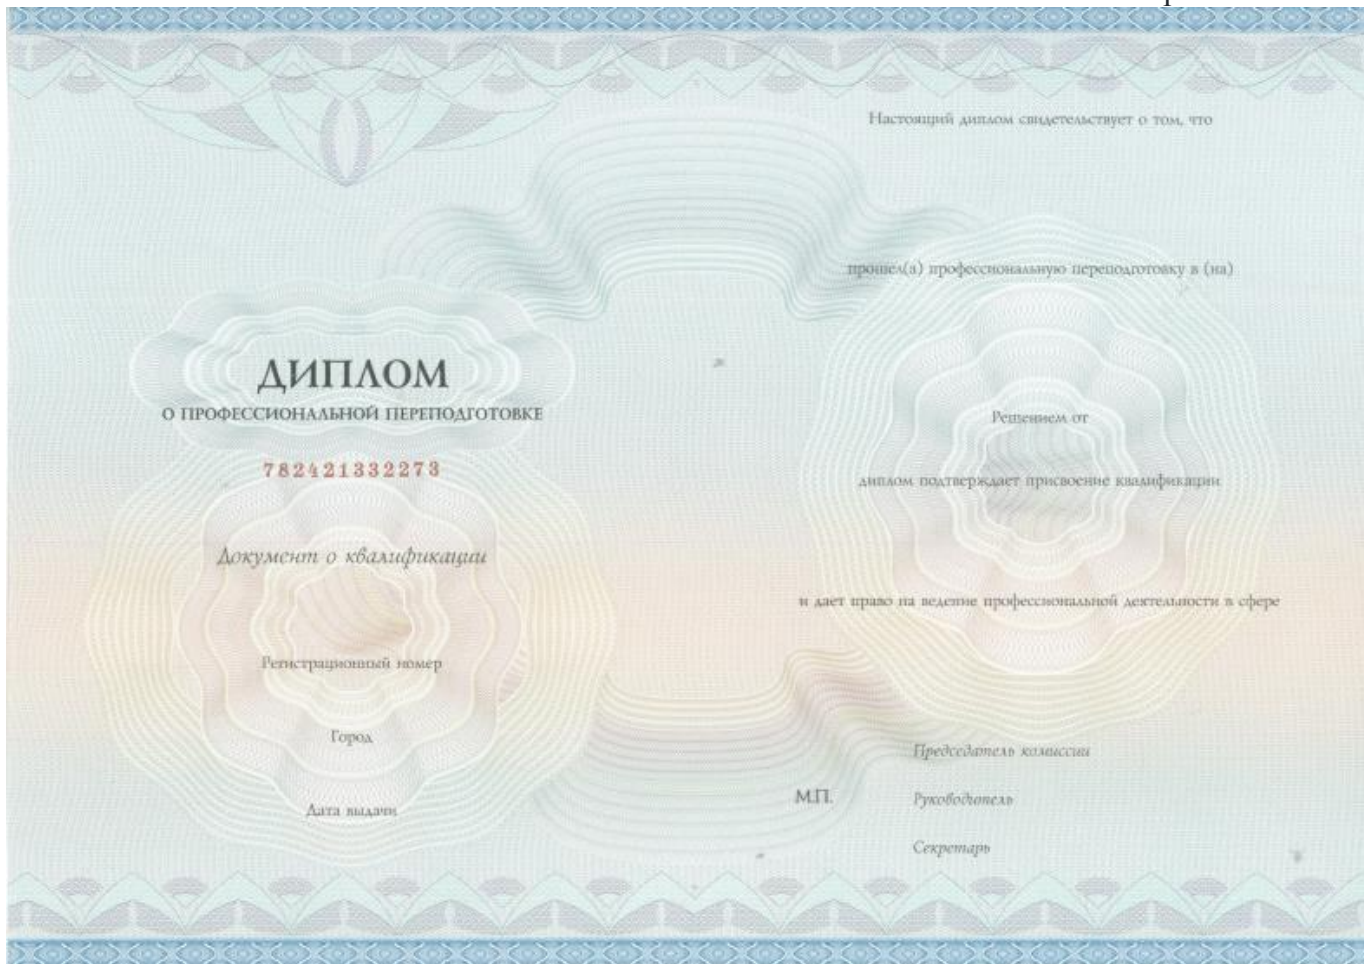 ДИПЛОМ
О ПРОФЕССИОНАЛЬНОЙ ПЕРЕПОДГОТОВКЕ
782421332273
Документ о квалификации
Регистрационный номер
Город
Дата выдачи
Настоящий диплом свидетельствует о том, что
прошел(а) профессиональную переподготовку в (на)
Решением от
диплом подтверждает присвоение квалификации
и дает право на ведение профессиональной деятельности в сфере
Председатель комиссии
М.П.
Руководитель
Секретарь